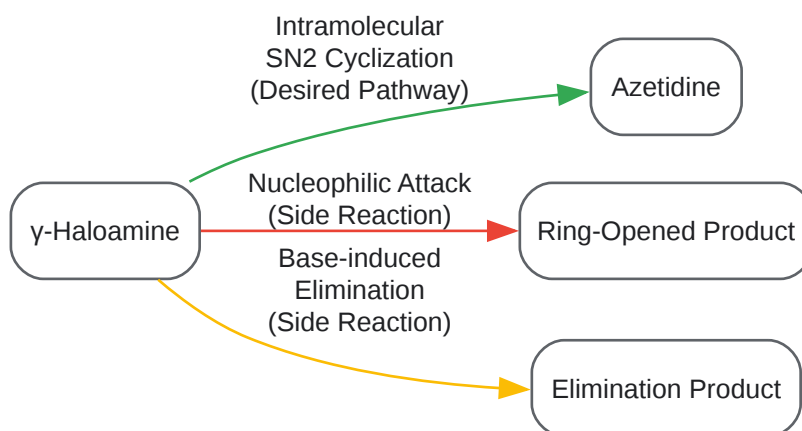 Intramolecular
SN2 Cyclization
(Desired Pathway)
Azetidine
γ-Haloamine
Nucleophilic Attack
(Side Reaction)
Ring-Opened Product
Base-induced
Elimination
(Side Reaction)
Elimination Product